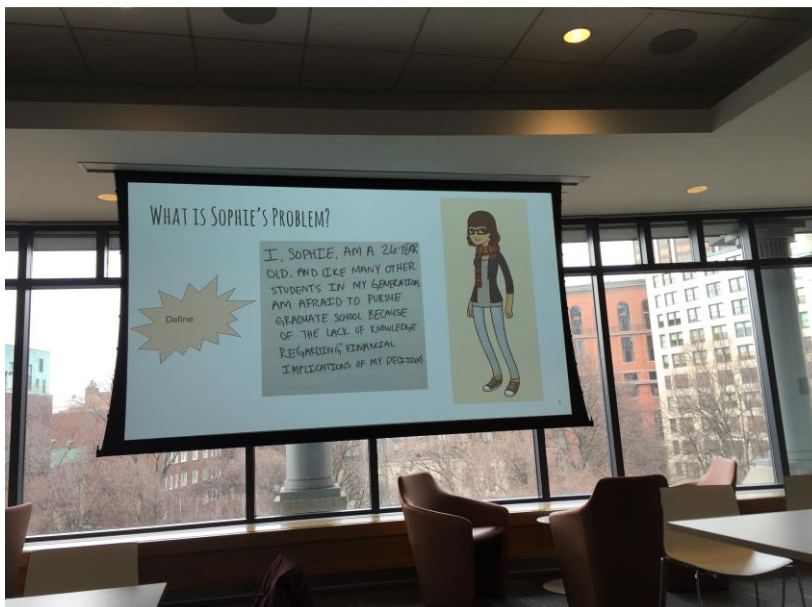 WHAT IS SOPHIE'S PROBLEM?
Define
I, SOPHIE, AM A 26 YEAR
OLD. AND LIKE MANY OTHER
STUDENTS IN MY GENERATION
AM AFRAID TO PURSUE
GRADUATE SCHOOL BECAUSE
OF THE LACK OF KNOWLEDGE
REGARDING FINANCIAL
IMPLICATIONS OF MY DECISIONS